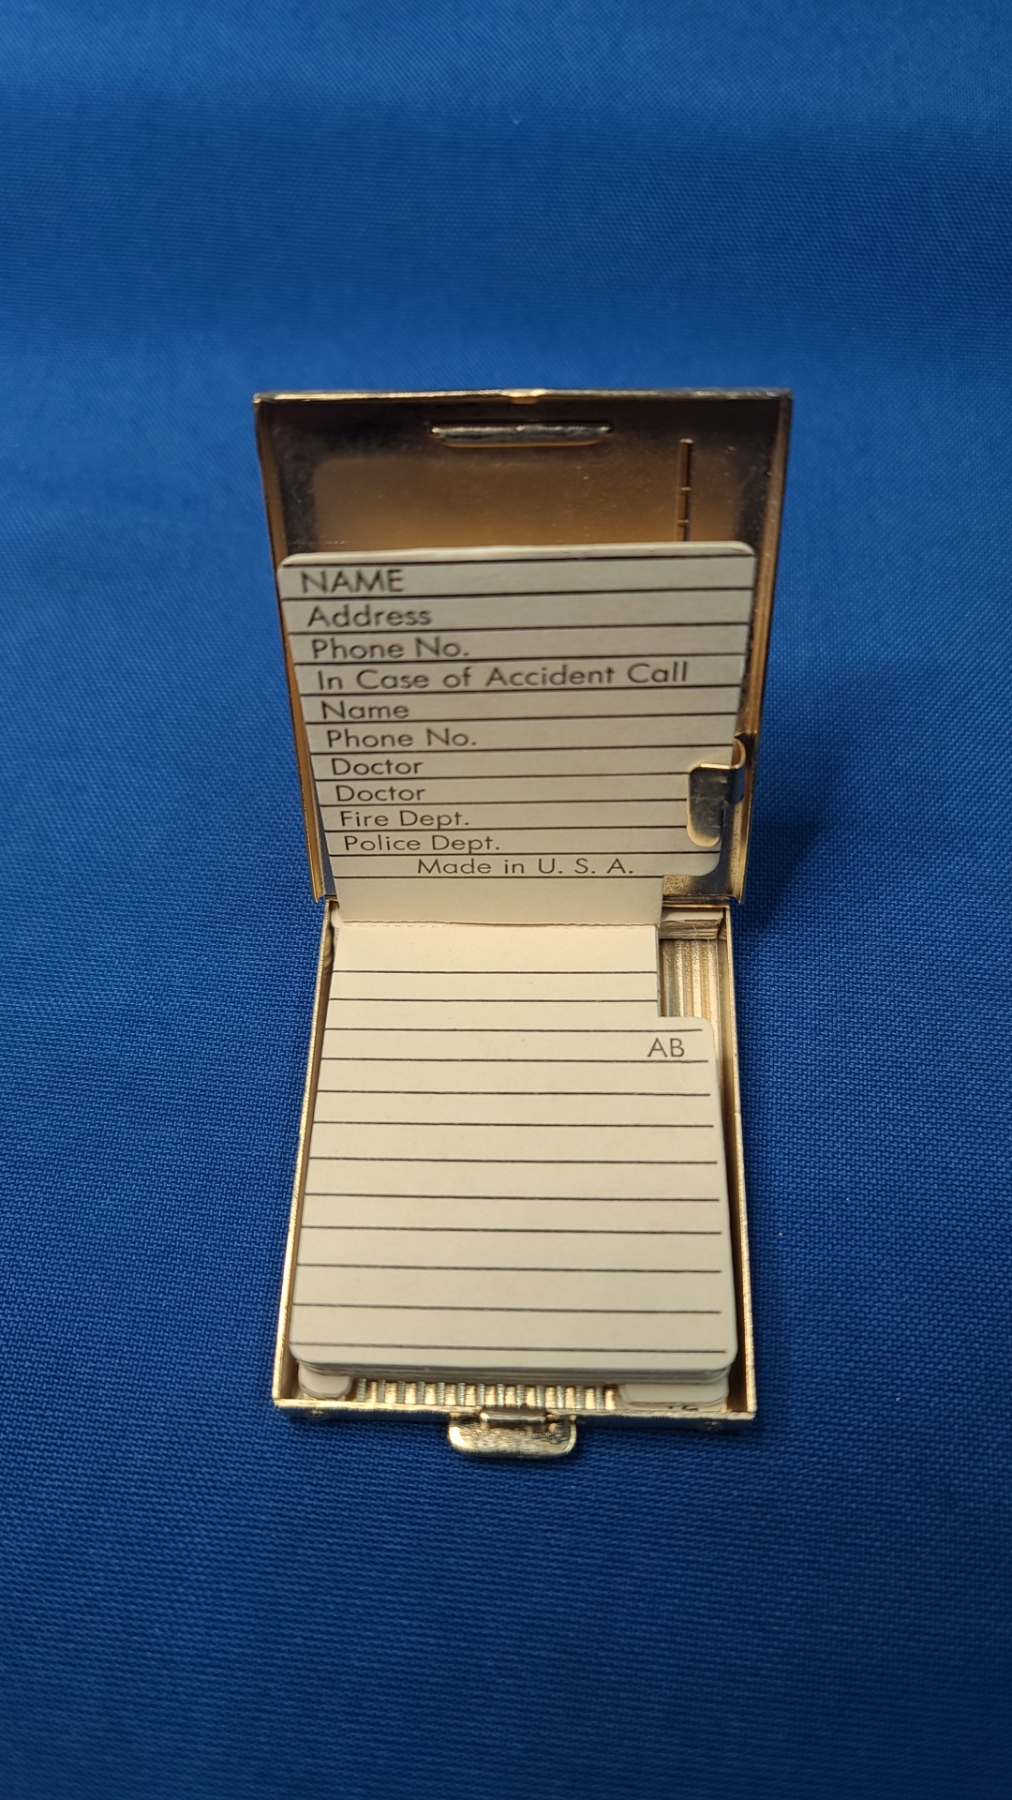 NAME
Address
Phone No.
In Case of Accident Call
Name
Phone No.
Doctor
Doctor
Fire Dept.
Police Dept.
Made in U. S. A.
AB